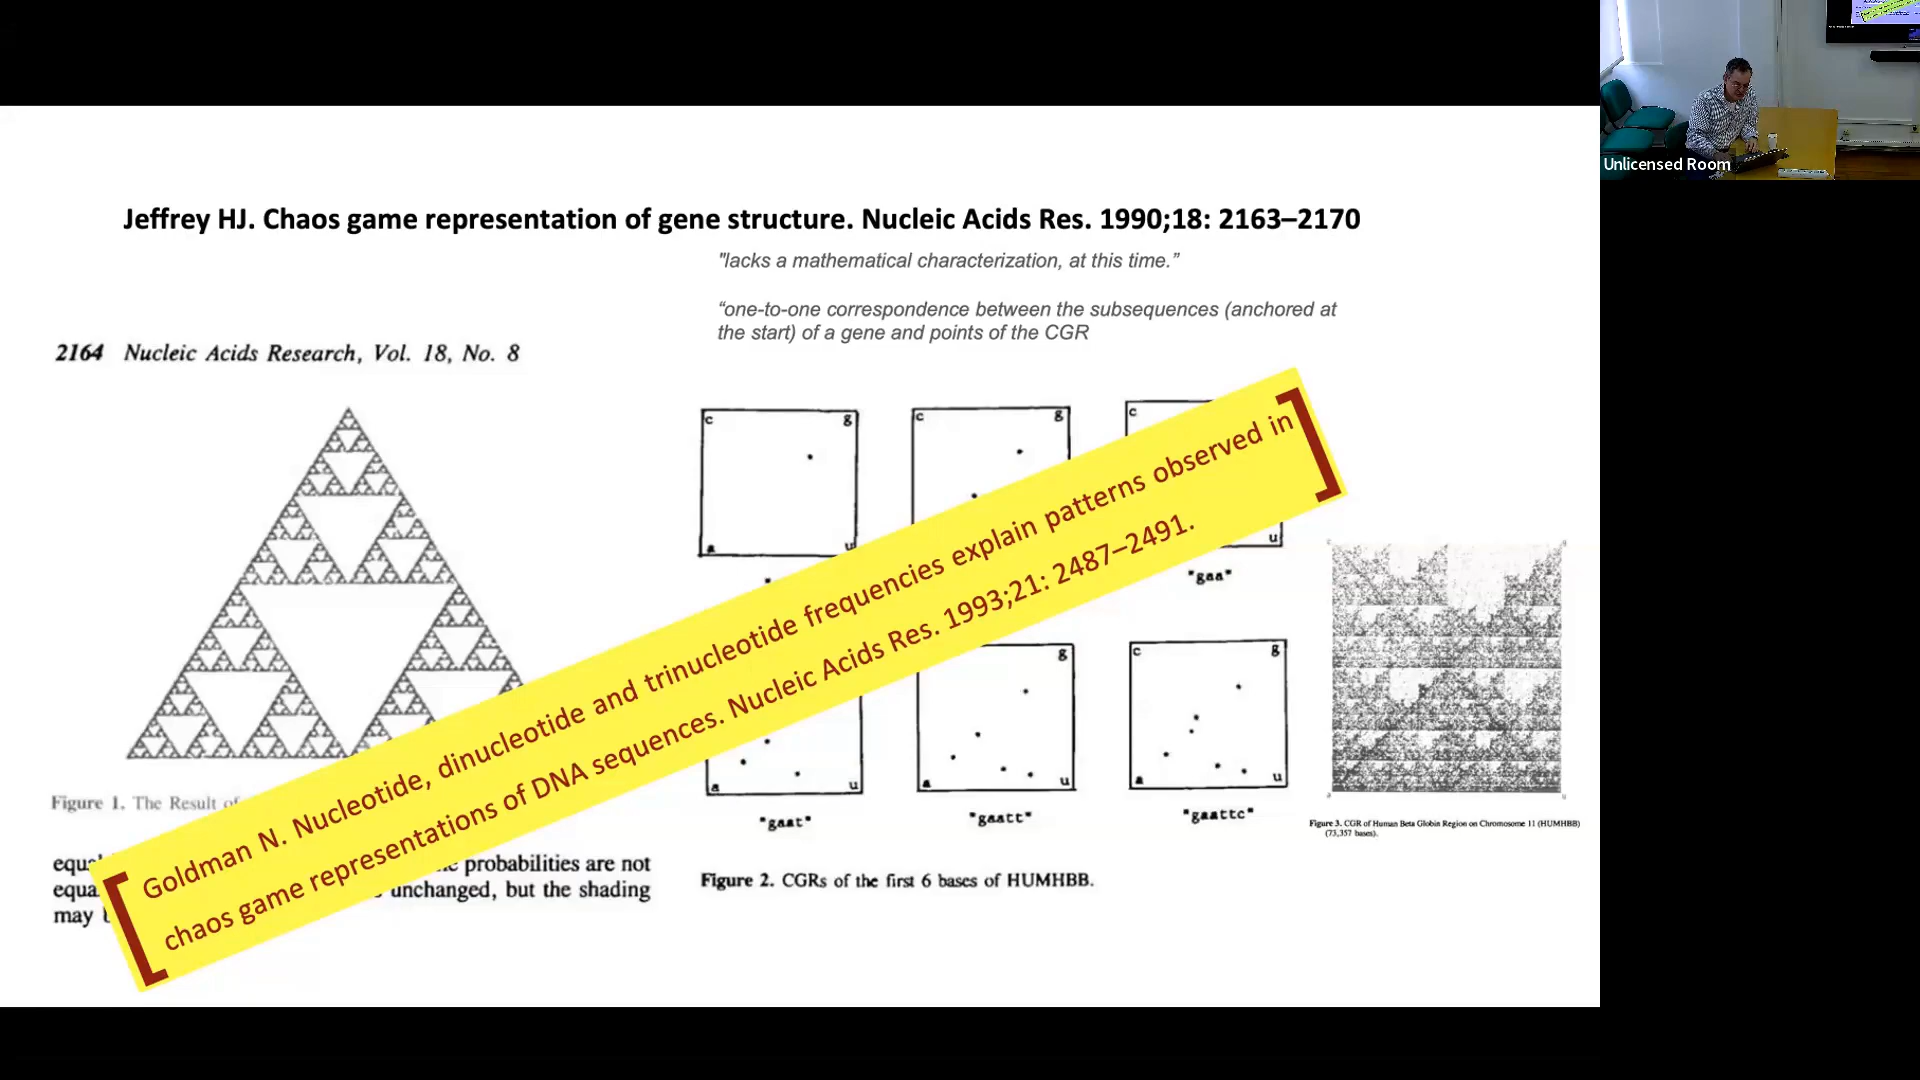 Unlicensed Room
Jeffrey HJ. Chaos game representation of gene structure. Nucleic Acids Res. 1990;18: 2163–2170
"lacks a mathematical characterization, at this time.”
“one-to-one correspondence between the subsequences (anchored at
the start) of a gene and points of the CGR
2164 Nucleic Acids Research, Vol. 18, No. 8
c g
a u
c g
c
u
"gaa"
Goldman N. Nucleotide, dinucleotide and trinucleotide frequencies explain patterns observed in
chaos game representations of DNA sequences. Nucleic Acids Res. 1993;21: 2487–2491.
a u
"gaat"
g
a u
"gaatt"
c g
a u
"gaattc"
Figure 1. The Result of
probabilities are not
unchanged, but the shading
may
Figure 2. CGRs of the first 6 bases of HUMHBB.
Figure 3. CGR of Human Beta Globin Region on Chromosome 11 (HUMHBB)
(73,357 bases).